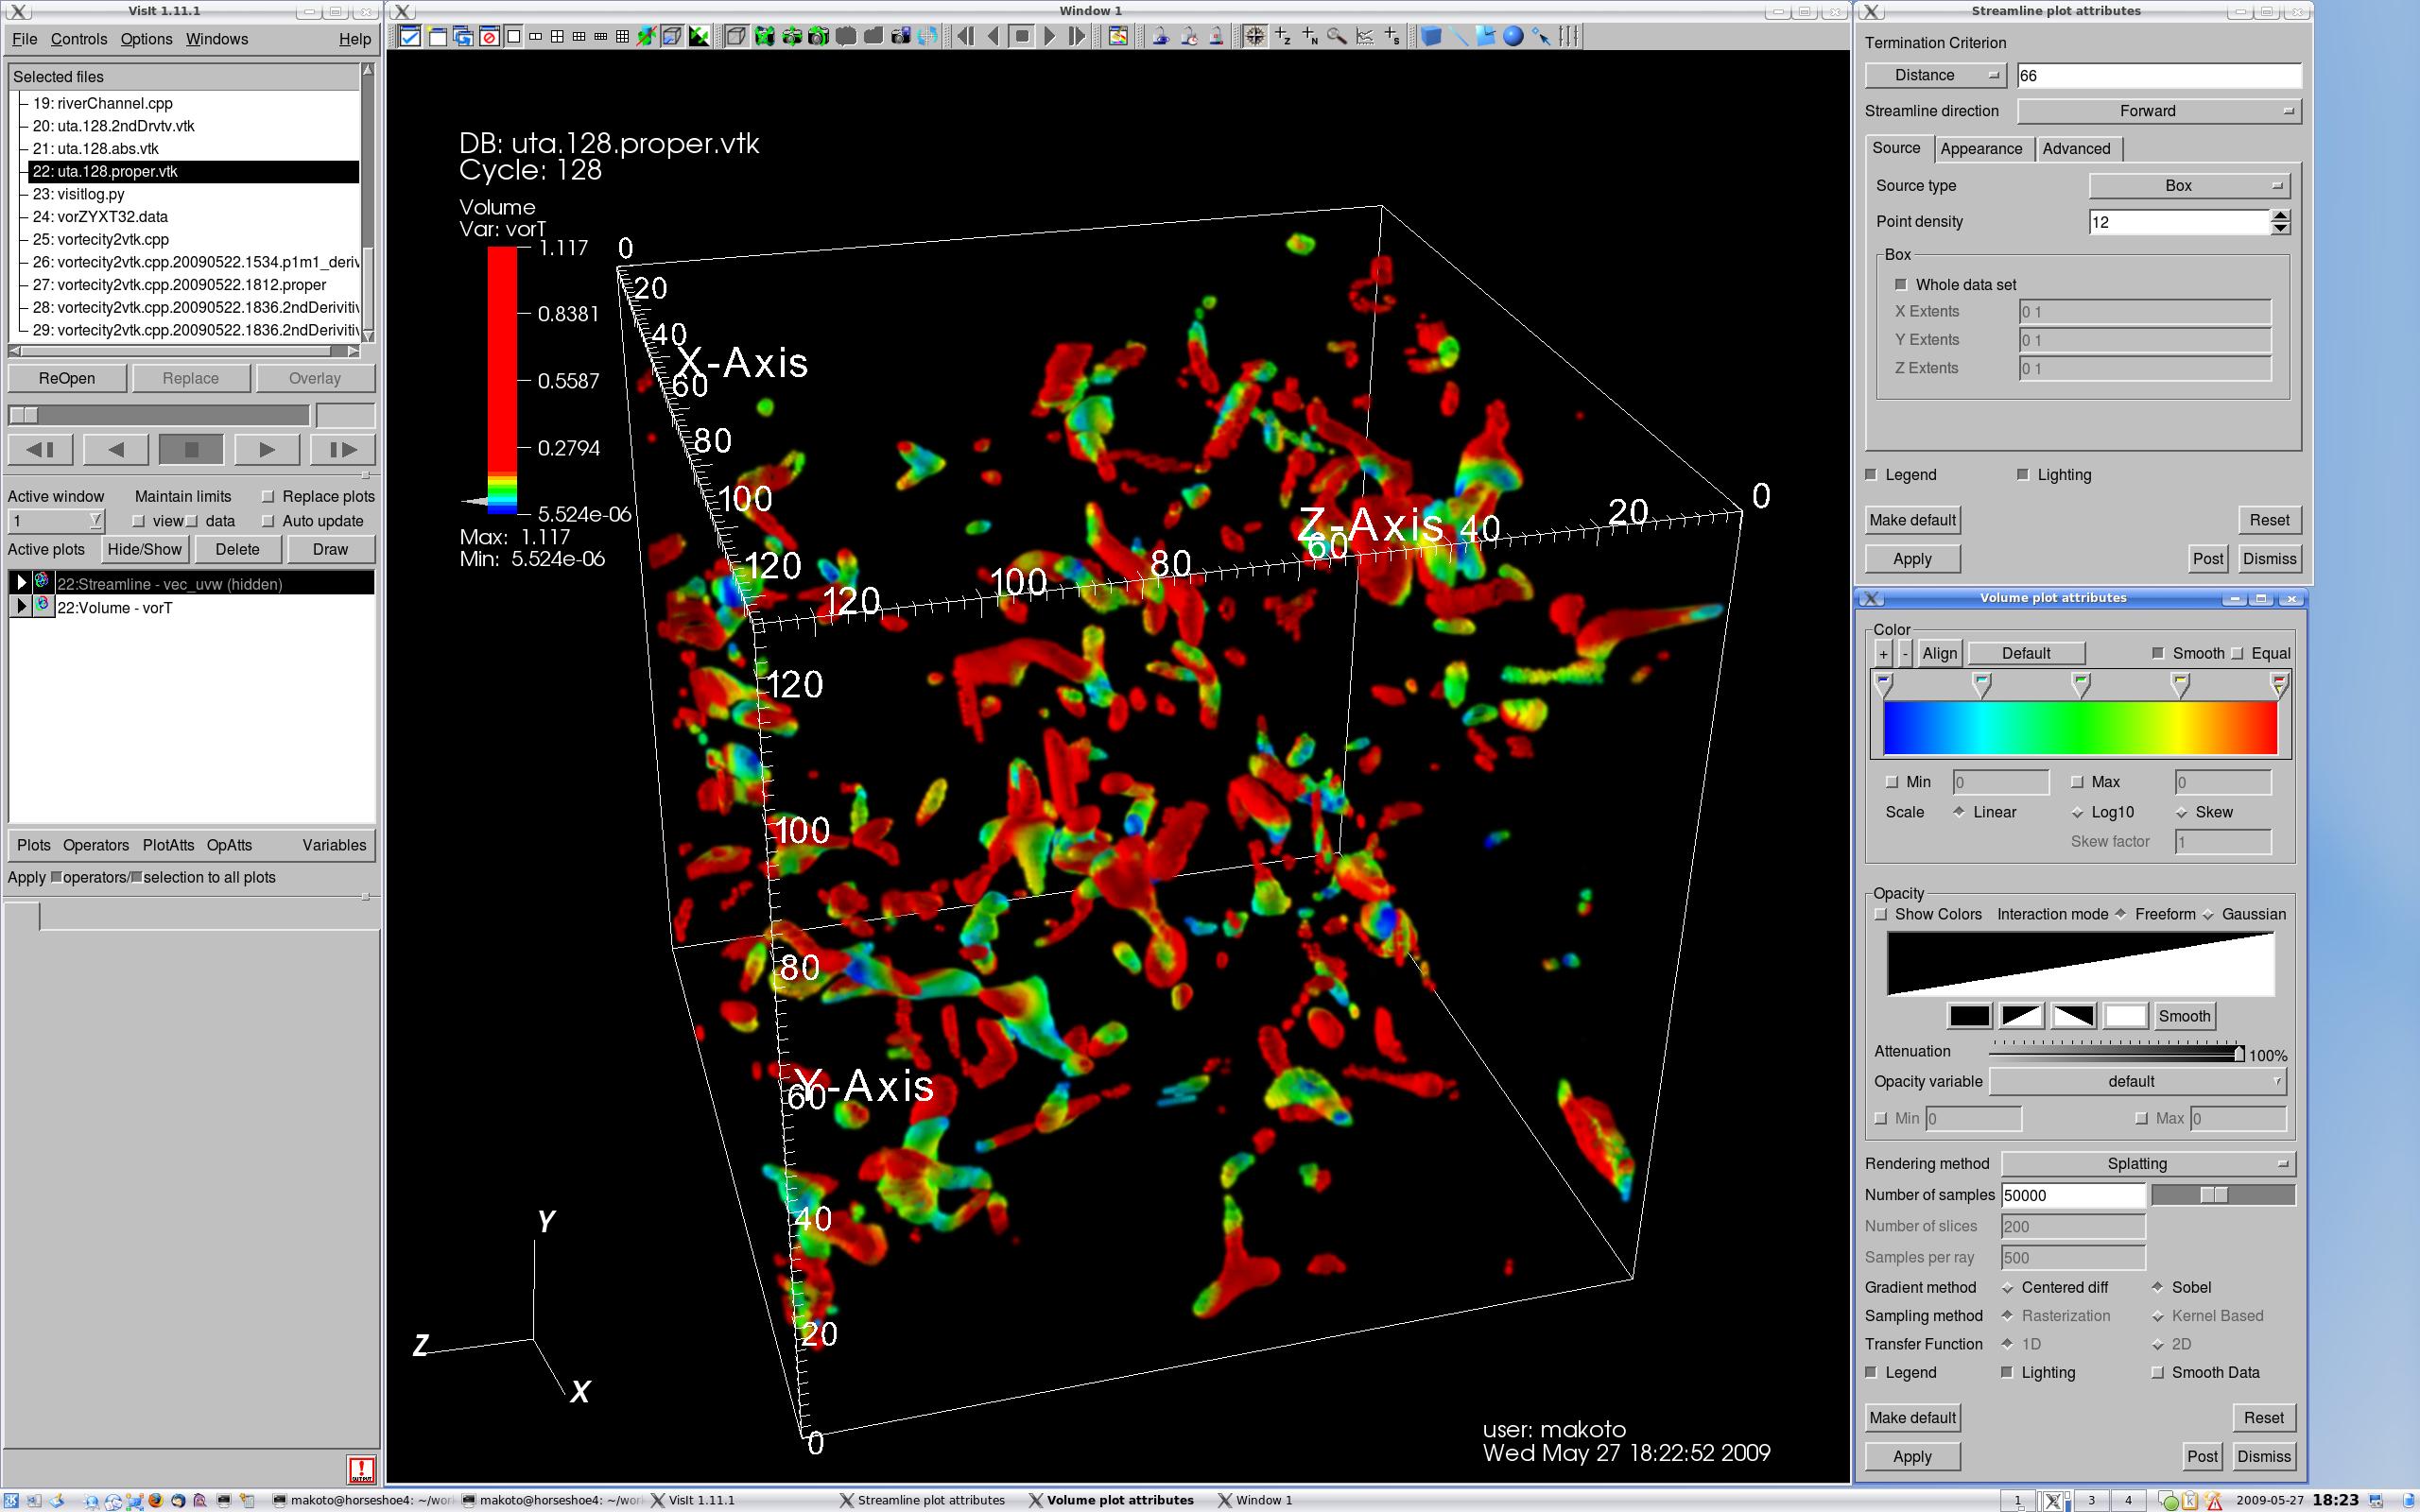 VisIt 1.11.1
File Controls Options Windows Help
Selected files
19: riverChannel.cpp
20: uta.128.2ndDrvtv.vtk
21: uta.128.abs.vtk
22: uta.128.proper.vtk
23: visitlog.py
24: vorZYXT32.data
25: vortecity2vtk.cpp
26: vortecity2vtk.cpp.20090522.1534.p1m1_deriv
27: vortecity2vtk.cpp.20090522.1812.proper
28: vortecity2vtk.cpp.20090522.1836.2ndDerivitiv
29: vortecity2vtk.cpp.20090522.1836.2ndDerivitiv
ReOpen Replace Overlay
Active window Maintain limits Replace plots
1 view data Auto update
Active plots Hide/Show Delete Draw
22:Streamline - vec_uvw (hidden)
22:Volume - vorT
Plots Operators PlotAtts OpAtts Variables
Apply operators/ selection to all plots
Window 1
DB: uta.128.proper.vtk
Cycle: 128
Volume
Var: vorT
1.117
0.8381
0.5587
0.2794
5.524e-06
Max: 1.117
Min: 5.524e-06
0
20
40
X-Axis
60
80
100
120
120
100
80
Z-Axis
60
40
20
0
120
100
80
Y-Axis
60
40
20
0
Y
Z
X
user: makoto
Wed May 27 18:22:52 2009
Streamline plot attributes
Termination Criterion
Distance 66
Streamline direction Forward
Source Appearance Advanced
Source type Box
Point density 12
Box
Whole data set
X Extents 0 1
Y Extents 0 1
Z Extents 0 1
Legend Lighting
Make default Reset
Apply Post Dismiss
Volume plot attributes
Color
+ - Align Default Smooth Equal
Min 0 Max 0
Scale Linear Log10 Skew
Skew factor 1
Opacity
Show Colors Interaction mode Freeform Gaussian
Smooth
Attenuation 100%
Opacity variable default
Min 0 Max 0
Rendering method Splatting
Number of samples 50000
Number of slices 200
Samples per ray 500
Gradient method Centered diff Sobel
Sampling method Rasterization Kernel Based
Transfer Function 1D 2D
Legend Lighting Smooth Data
Make default Reset
Apply Post Dismiss
makoto@horseshoe4: ~/wor makoto@horseshoe4: ~/wor VisIt 1.11.1 Streamline plot attributes Volume plot attributes Window 1 1 3 4 2009-05-27 18:23